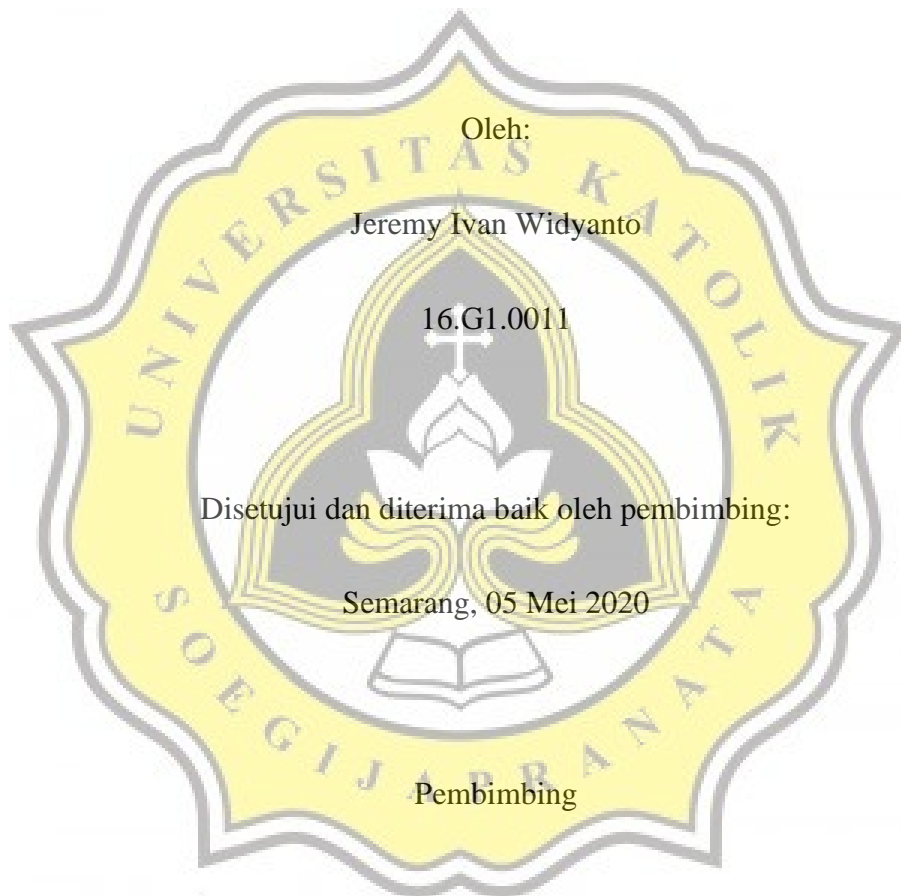 Oleh:
Jeremy Ivan Widyanto
16.G1.0011
Disetujui dan diterima baik oleh pembimbing:
Semarang, 05 Mei 2020
Pembimbing
UNIVERSITAS KATOLIK
SOEGIJAPRANATA